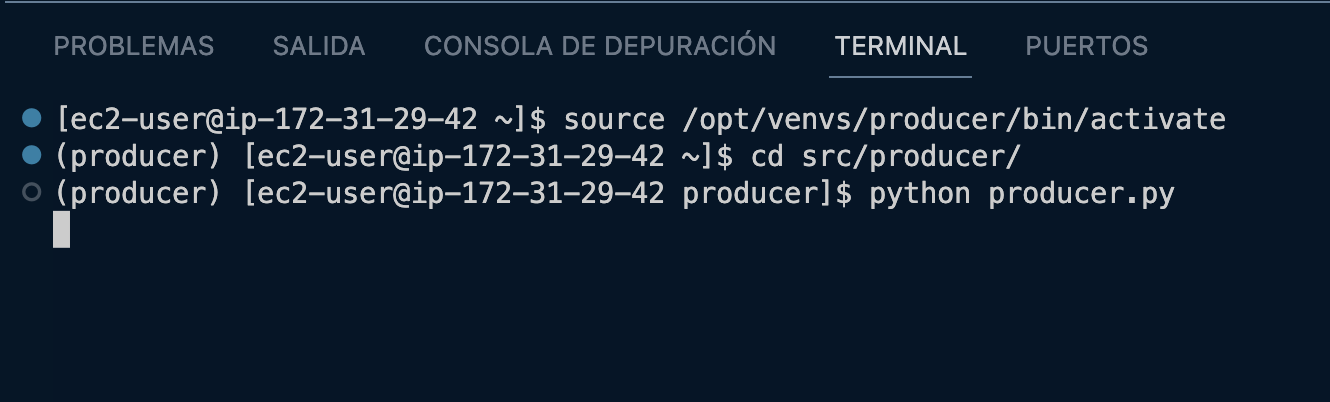 PROBLEMAS SALIDA CONSOLA DE DEPURACIÓN TERMINAL PUERTOS
[ec2-user@ip-172-31-29-42 ~]$ source /opt/venvs/producer/bin/activate
(producer) [ec2-user@ip-172-31-29-42 ~]$ cd src/producer/
(producer) [ec2-user@ip-172-31-29-42 producer]$ python producer.py